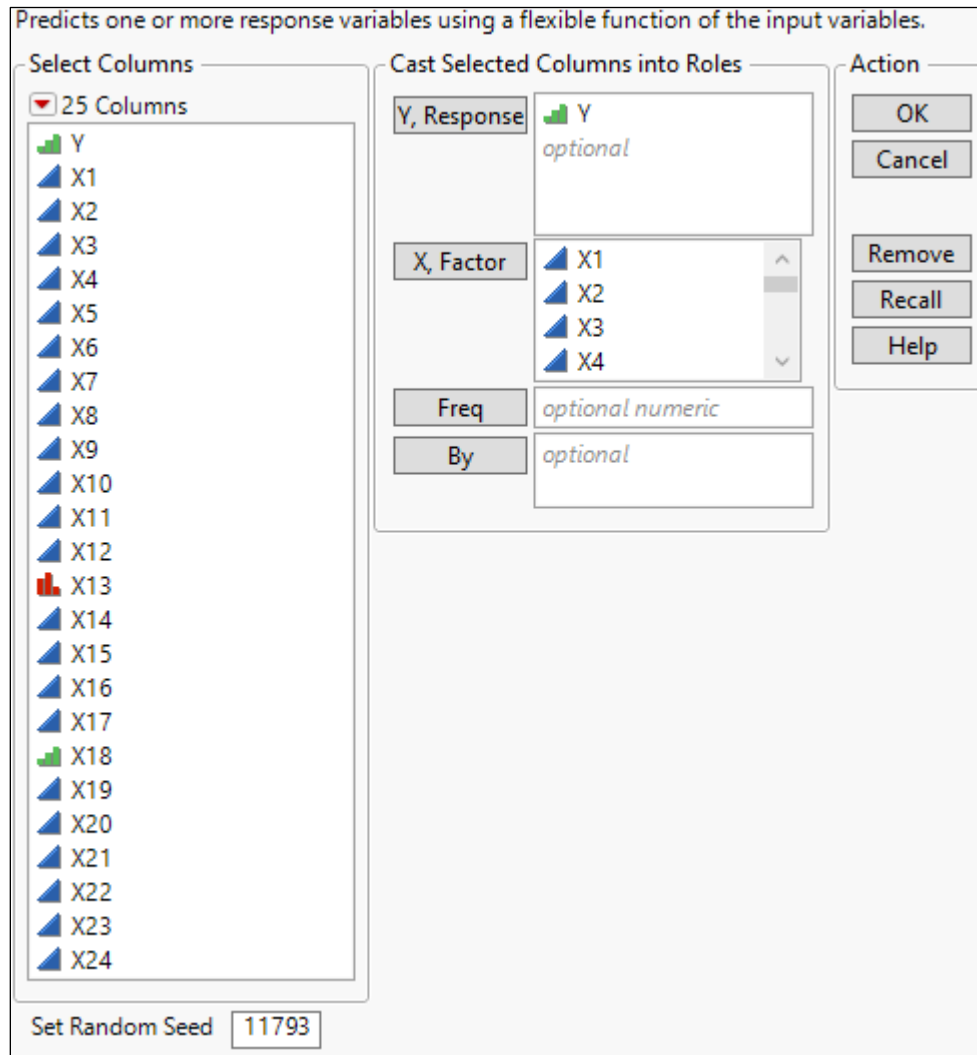 Predicts one or more response variables using a flexible function of the input variables.
Select Columns
25 Columns
Y
X1
X2
X3
X4
X5
X6
X7
X8
X9
X10
X11
X12
X13
X14
X15
X16
X17
X18
X19
X20
X21
X22
X23
X24
Cast Selected Columns into Roles
Y, Response
Y
optional
X, Factor
X1
X2
X3
X4
Freq
optional numeric
By
optional
Action
OK
Cancel
Remove
Recall
Help
Set Random Seed 11793